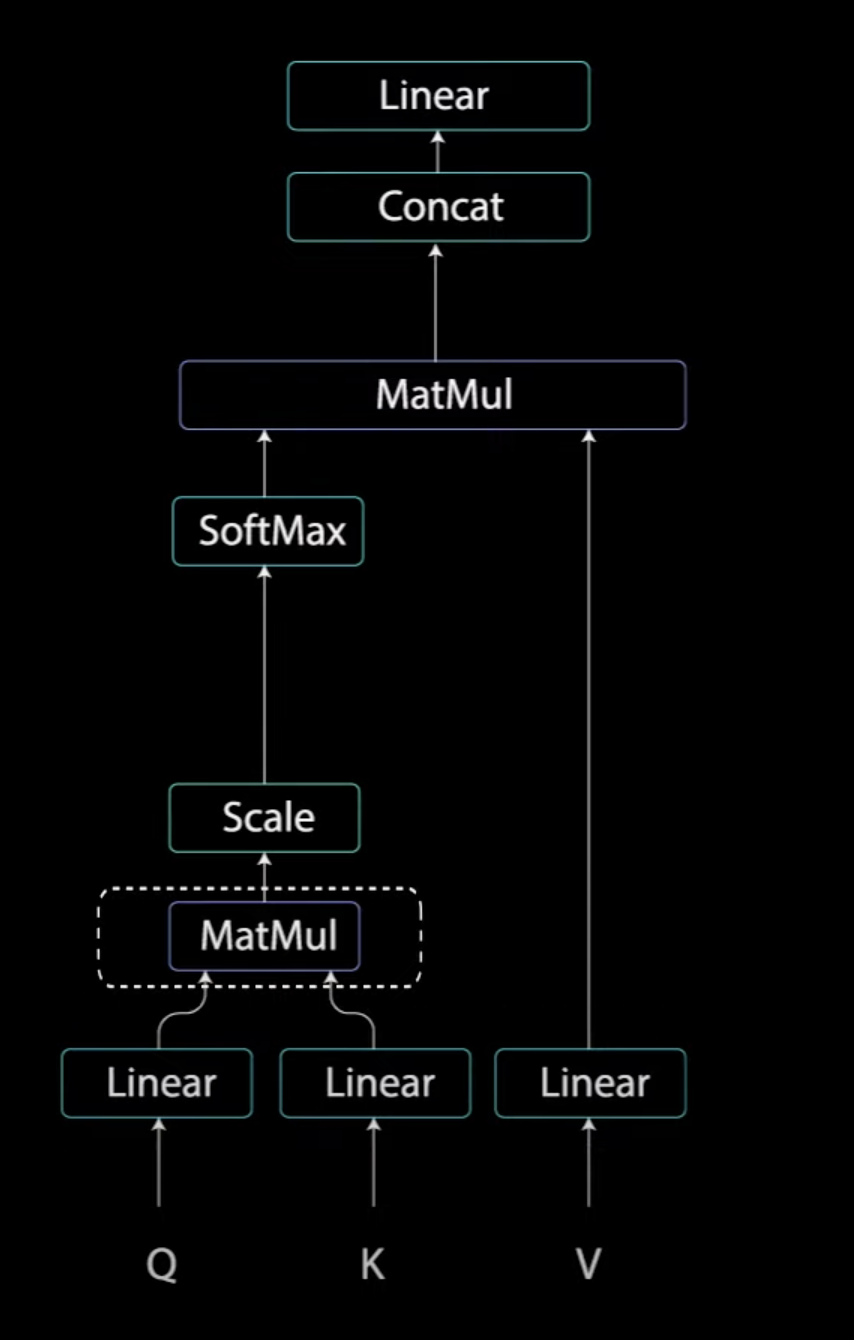 Linear
Concat
MatMul
SoftMax
Scale
MatMul
Linear Linear Linear
Q K V